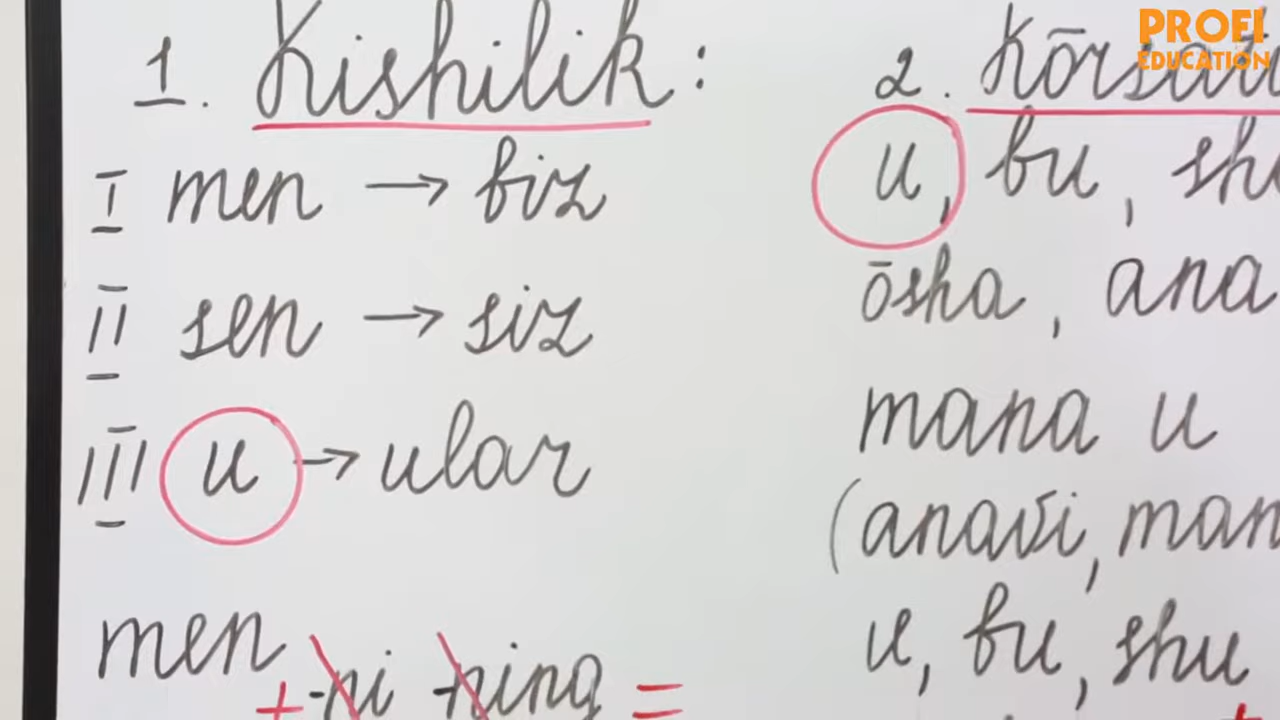 PROFI
EDUCATION
1. Kishilik:
I men → biz
II sen → siz
III u → ular
men + -ni -ning =
2.
u, bu,
ōsha, ana
mana u
(anavi,
u, bu, shu